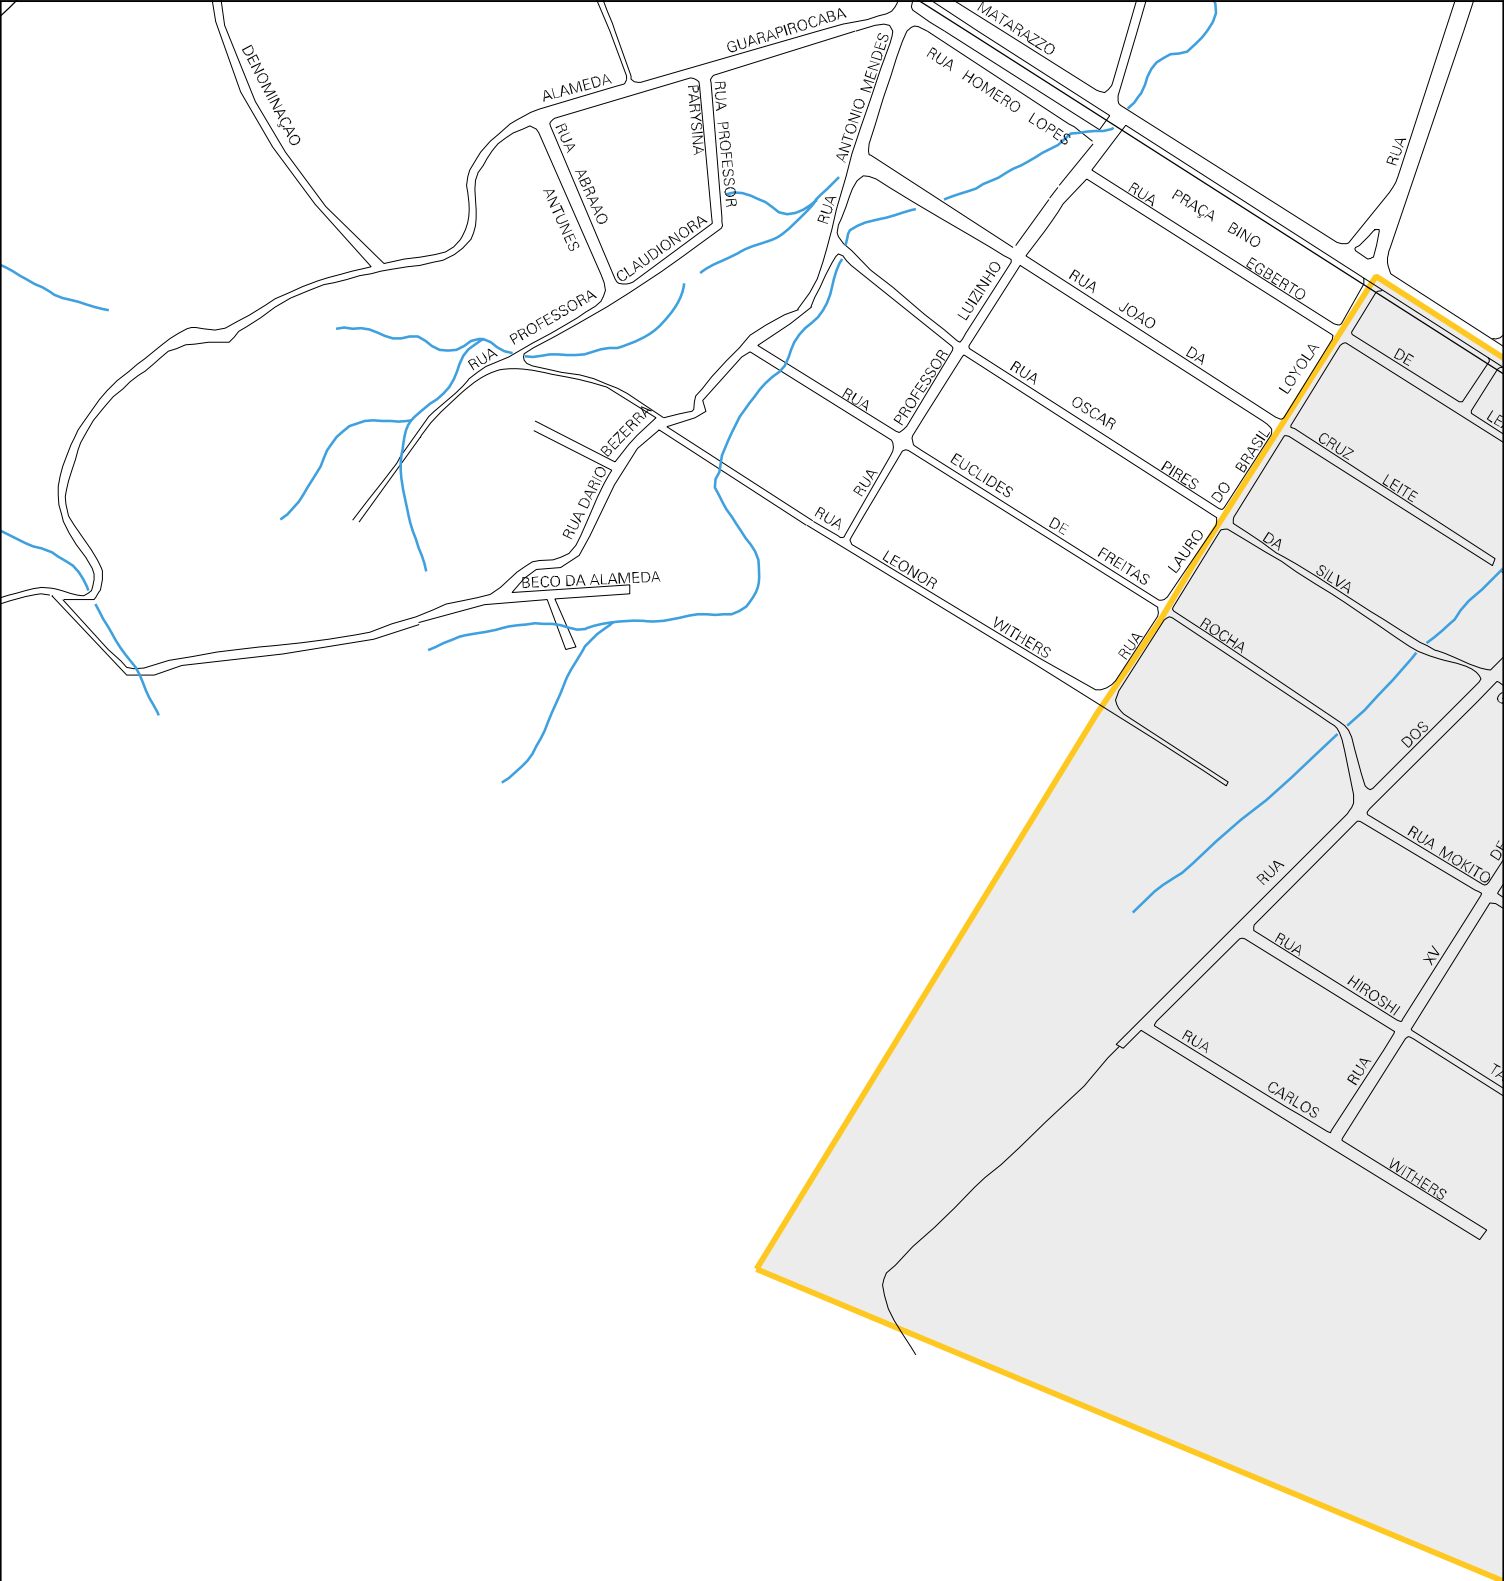 MATARAZZO
GUARAPIROCABA
ALAMEDA
DENOMINAÇAO
RUA PROFESSOR
PARYSINA
ANTONIO MENDES
RUA
RUA HOMERO LOPES
RUA ABRAAO
ANTUNES
CLAUDIONORA
PROFESSORA
RUA
RUA
PRAÇA BINO
RUA
EGBERTO
DE
RUA
JOAO
DA
LUIZINHO
PROFESSOR
RUA
LOYOLA
BRASIL
DO
LAURO
RUA
RUA
OSCAR
PIRES
CRUZ
LEITE
RUA
EUCLIDES
DE
FREITAS
DA
SILVA
RUA
LEONOR
WITHERS
ROCHA
BEZERRA
RUA DARIO
BECO DA ALAMEDA
DOS
RUA
RUA MOKITO
DE
RUA
HIROSHI
XV
RUA
RUA
CARLOS
WITHERS